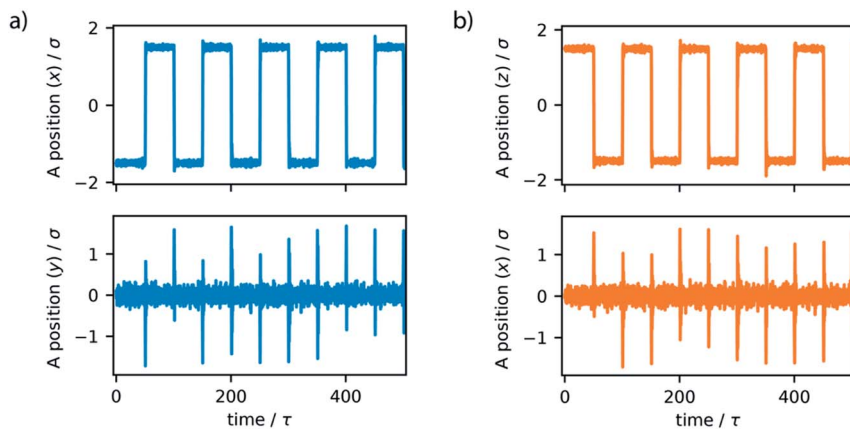 a)
A position (x) / σ
2
0
−2
A position (y) / σ
1
0
−1
0
200
400
time / τ
b)
A position (z) / σ
2
0
−2
A position (x) / σ
1
0
−1
0
200
400
time / τ